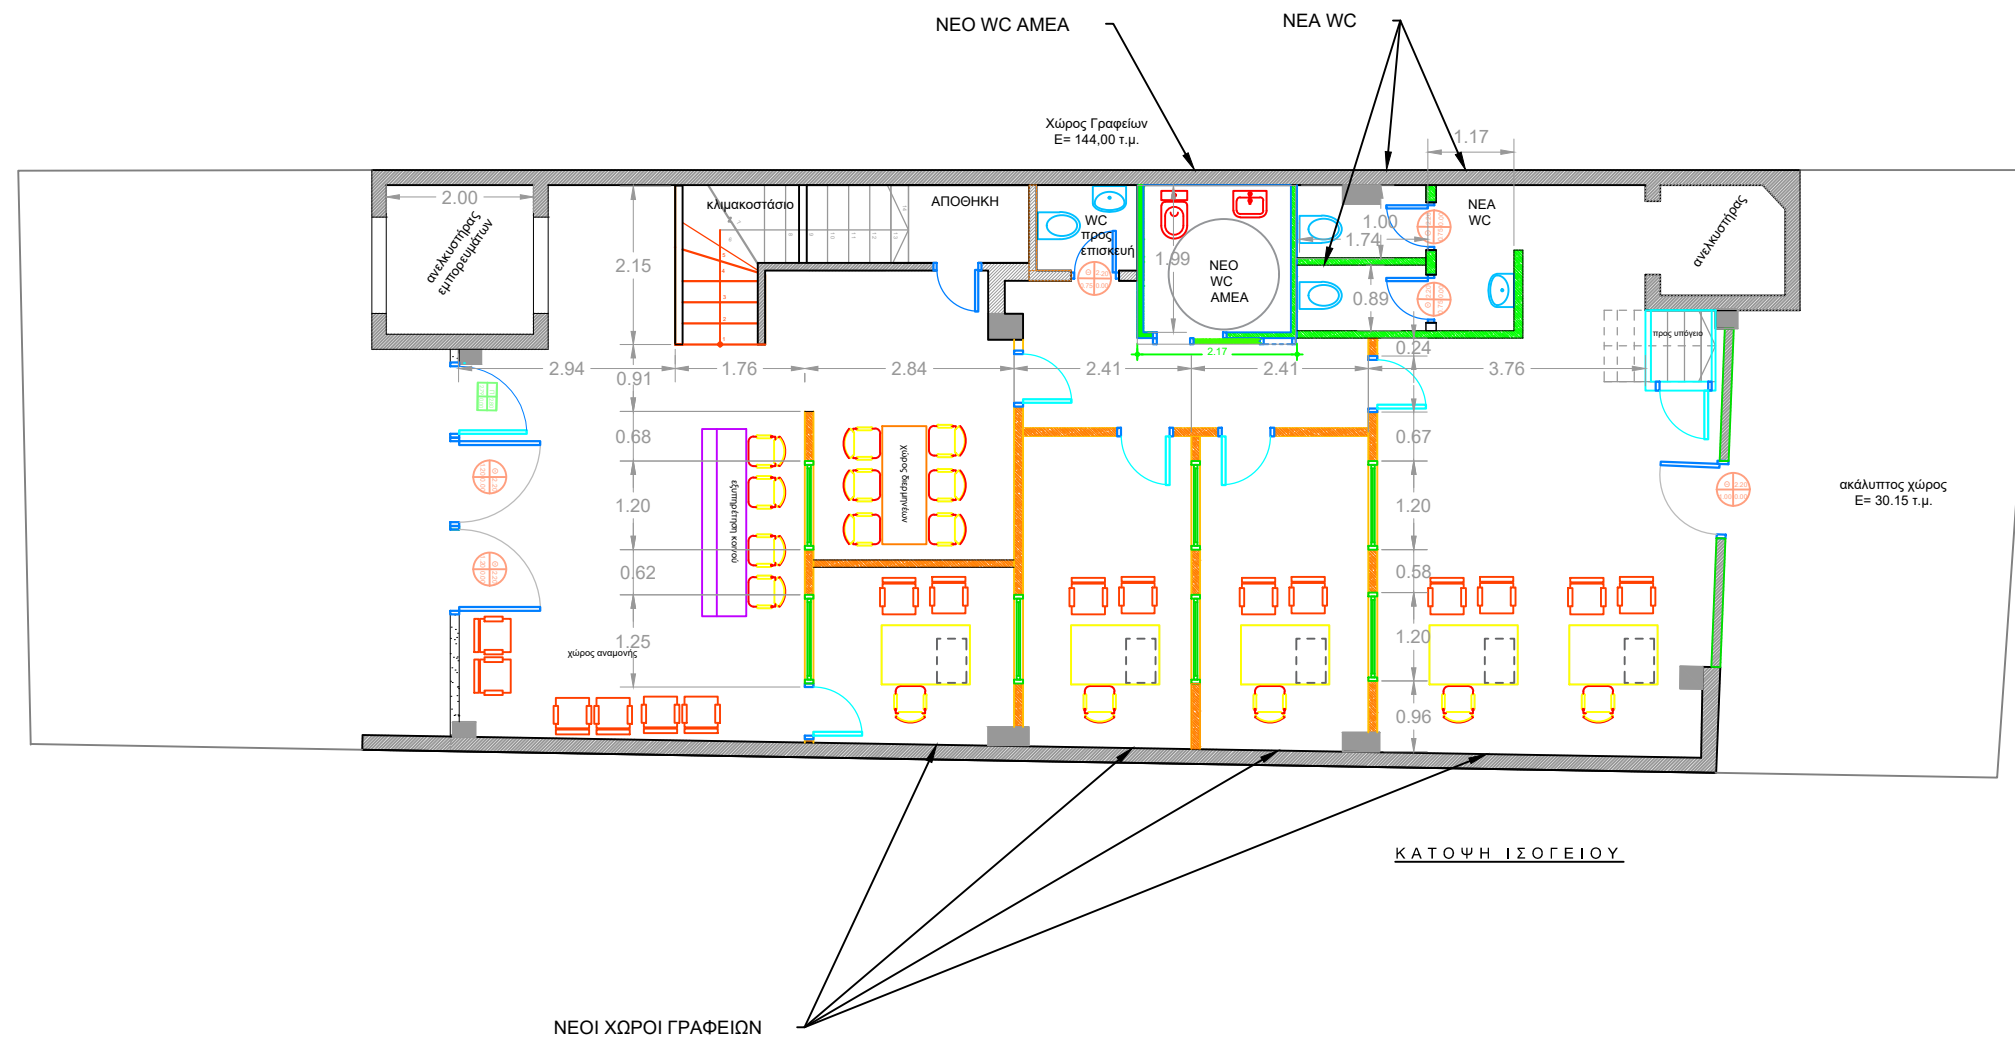 ΝΕΟ WC ΑΜΕΑ
ΝΕΑ WC
Χώρος Γραφείων
Ε= 144,00 τ.μ.
1.17
2.00
ανελκυστήρας
εμπορευμάτων
κλιμακοστάσιο
ΑΠΟΘΗΚΗ
WC
προς
επισκευή
ΝΕΟ
WC
ΑΜΕΑ
1.99
1.00
1.74
0.89
ΝΕΑ
WC
ανελκυστήρας
2.15
προς υπόγειο
2.17
0.24
2.94
1.76
2.84
2.41
2.41
3.76
0.91
0.68
1.20
0.62
1.25
εξυπηρέτηση κοινού
χώρος διερμηνέων
χώρος αναμονής
0.67
1.20
0.58
1.20
0.96
ακάλυπτος χώρος
Ε= 30.15 τ.μ.
ΚΑΤΟΨΗ ΙΣΟΓΕΙΟΥ
ΝΕΟΙ ΧΩΡΟΙ ΓΡΑΦΕΙΩΝ